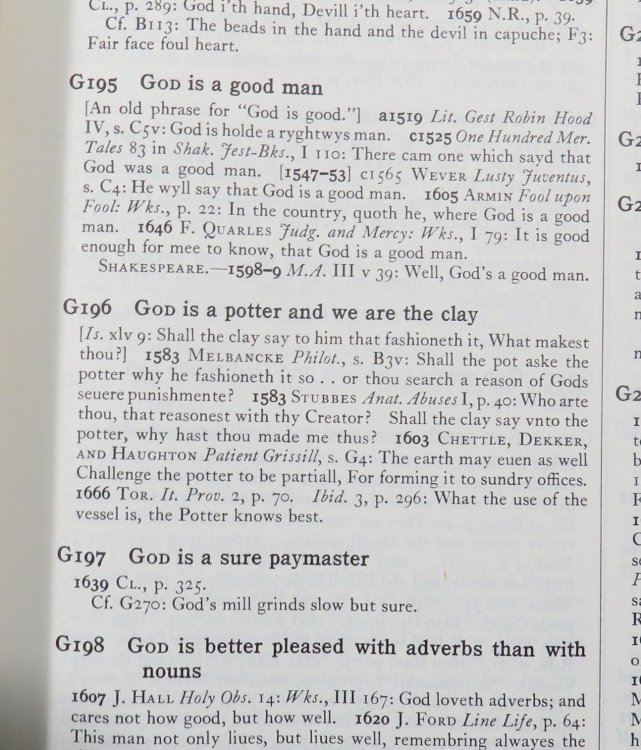 CL., p. 289: God i'th hand, Devill i'th heart. 1659 N.R., p. 39.
Cf. B113: The beads in the hand and the devil in capuche; F3:
Fair face foul heart.
G195 GOD is a good man
[An old phrase for "God is good."] a1519 Lit. Gest Robin Hood
IV, s. C5v: God is holde a ryghtwys man. c1525 One Hundred Mer.
Tales 83 in Shak. Jest-Bks., I 110: There cam one which sayd that
God was a good man. [1547–53] c1565 WEVER Lusty Juventus,
s. C4: He wyll say that God is a good man. 1605 ARMIN Fool upon
Fool: Wks., p. 22: In the country, quoth he, where God is a good
man. 1646 F. QUARLES Judg. and Mercy: Wks., I 79: It is good
enough for mee to know, that God is a good man.
SHAKESPEARE.—1598–9 M.A. III v 39: Well, God's a good man.
G196 GOD is a potter and we are the clay
[Is. xlv 9: Shall the clay say to him that fashioneth it, What makest
thou?] 1583 MELBANCKE Philot., s. B3v: Shall the pot aske the
potter why he fashioneth it so . . or thou search a reason of Gods
seuere punishmente? 1583 STUBBES Anat. Abuses I, p. 40: Who arte
thou, that reasonest with thy Creator? Shall the clay say vnto the
potter, why hast thou made me thus? 1603 CHETTLE, DEKKER,
AND HAUGHTON Patient Grissill, s. G4: The earth may euen as well
Challenge the potter to be partiall, For forming it to sundry offices.
1666 TOR. It. Prov. 2, p. 70. Ibid. 3, p. 296: What the use of the
vessel is, the Potter knows best.
G197 GOD is a sure paymaster
1639 CL., p. 325.
Cf. G270: God's mill grinds slow but sure.
G198 GOD is better pleased with adverbs than with
nouns
1607 J. HALL Holy Obs. 14: Wks., III 167: God loveth adverbs; and
cares not how good, but how well. 1620 J. FORD Line Life, p. 64:
This man not only liues, but liues well, remembring alwayes the